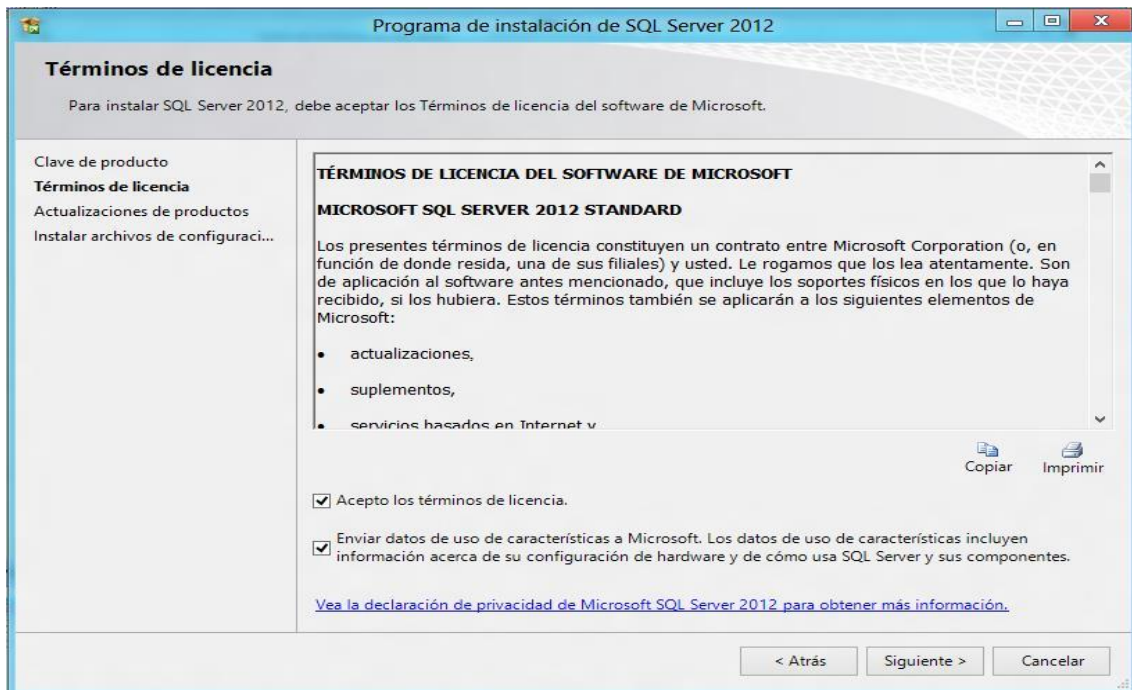 Programa de instalación de SQL Server 2012
Términos de licencia
Para instalar SQL Server 2012, debe aceptar los Términos de licencia del software de Microsoft.
Clave de producto
Términos de licencia
Actualizaciones de productos
Instalar archivos de configuraci...
TÉRMINOS DE LICENCIA DEL SOFTWARE DE MICROSOFT
MICROSOFT SQL SERVER 2012 STANDARD
Los presentes términos de licencia constituyen un contrato entre Microsoft Corporation (o, en
función de donde resida, una de sus filiales) y usted. Le rogamos que los lea atentamente. Son
de aplicación al software antes mencionado, que incluye los soportes físicos en los que lo haya
recibido, si los hubiera. Estos términos también se aplicarán a los siguientes elementos de
Microsoft:
• actualizaciones,
• suplementos,
• servicios basados en Internet y
Copiar
Imprimir
Acepto los términos de licencia.
Enviar datos de uso de características a Microsoft. Los datos de uso de características incluyen
información acerca de su configuración de hardware y de cómo usa SQL Server y sus componentes.
Vea la declaración de privacidad de Microsoft SQL Server 2012 para obtener más información.
< Atrás
Siguiente >
Cancelar